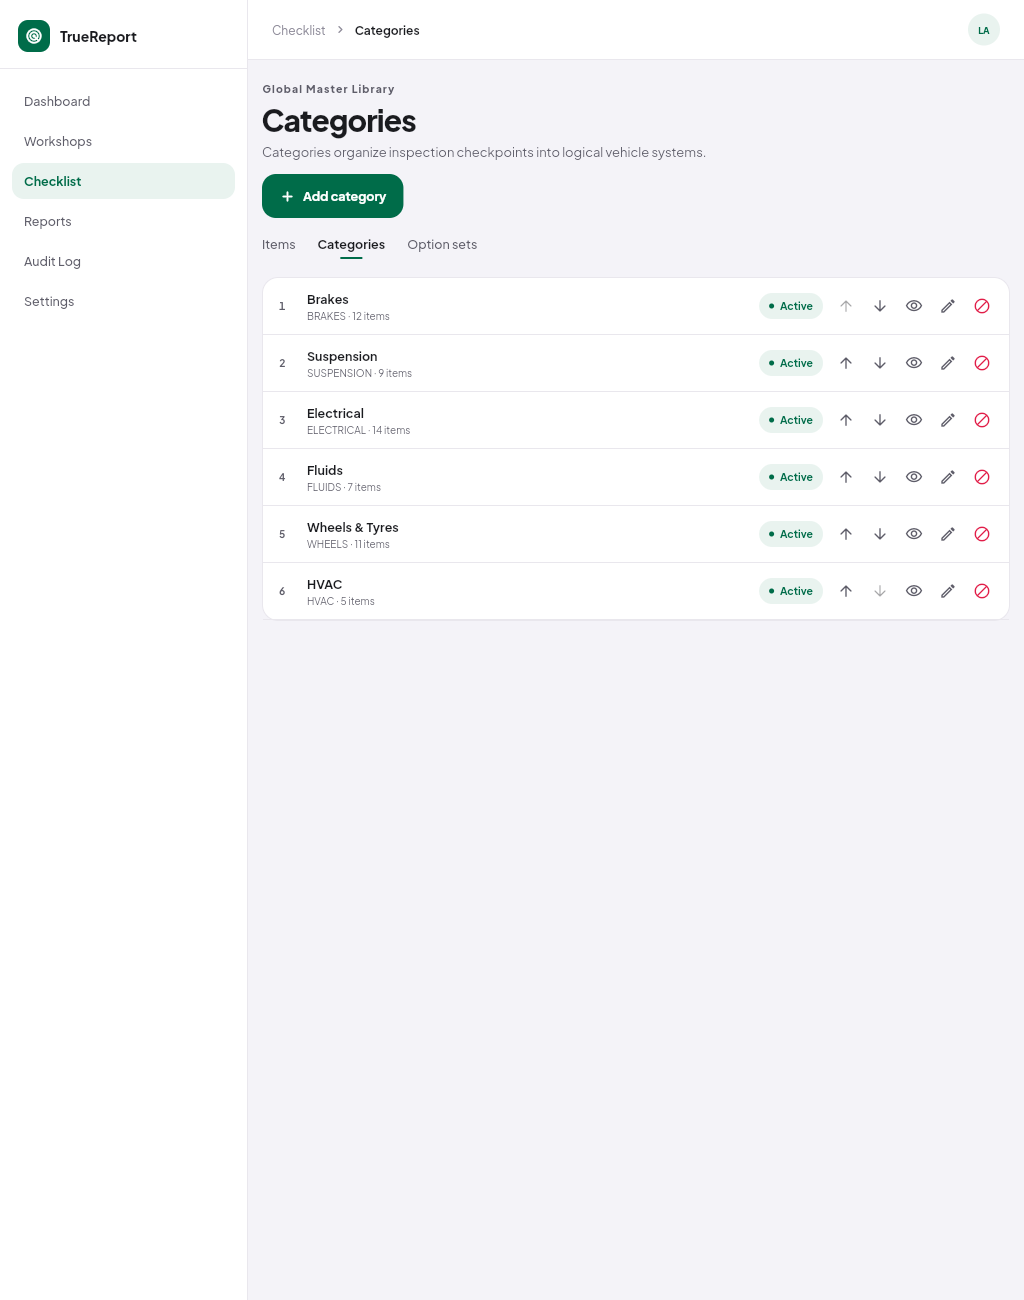 TrueReport
Dashboard
Workshops
Checklist
Reports
Audit Log
Settings
Checklist > Categories
LA
Global Master Library
Categories
Categories organize inspection checkpoints into logical vehicle systems.
+ Add category
Items Categories Option sets
1 Brakes Active
BRAKES · 12 items
2 Suspension Active
SUSPENSION · 9 items
3 Electrical Active
ELECTRICAL · 14 items
4 Fluids Active
FLUIDS · 7 items
5 Wheels & Tyres Active
WHEELS · 11 items
6 HVAC Active
HVAC · 5 items